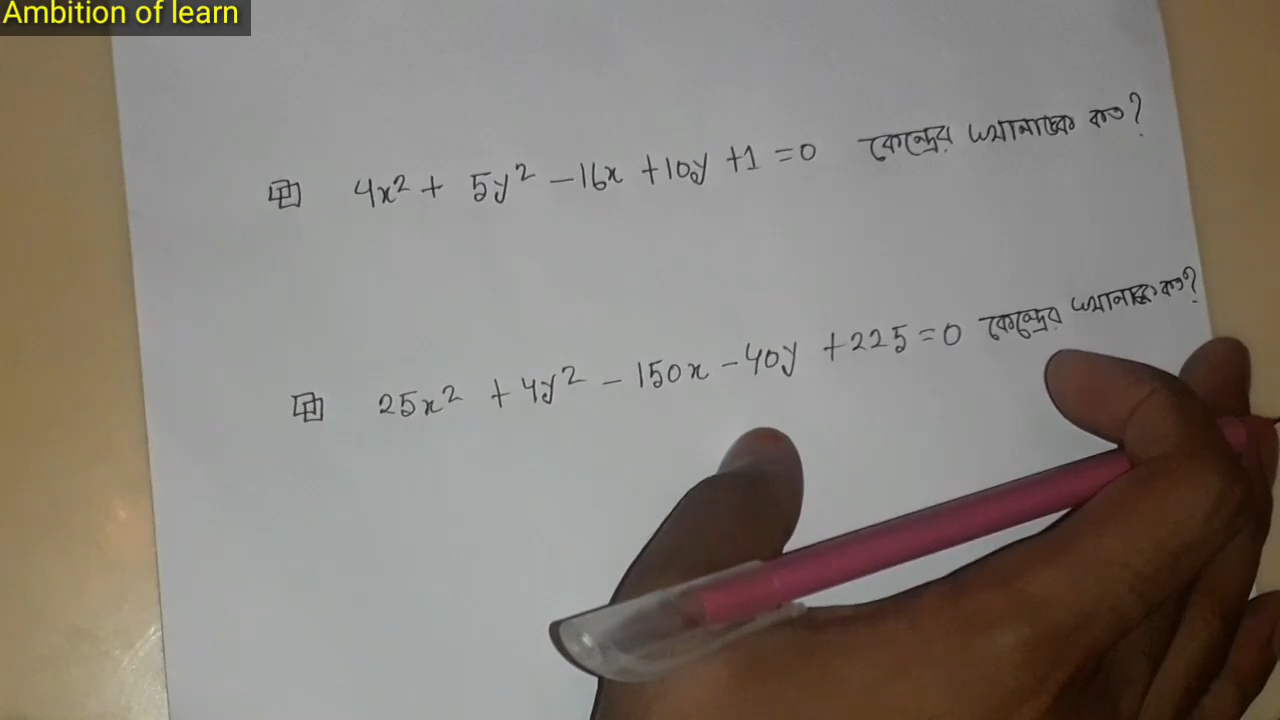 Ambition of learn
4x² + 5y² - 16x + 10y + 1 = 0 কেন্দ্রের স্থানাঙ্ক কত?
25x² + 4y² - 150x - 40y + 225 = 0 কেন্দ্রের স্থানাঙ্ক কত?